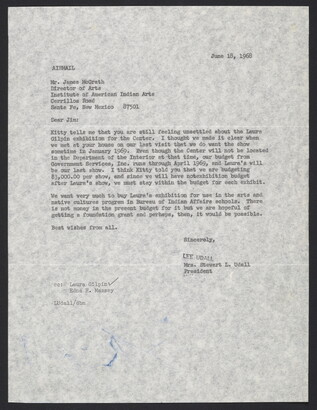 June 18, 1968
AIRMAIL
Mr. James McGrath
Director of Arts
Institute of American Indian Arts
Cerrillos Road
Santa Fe, New Mexico 87501
Dear Jim:
Kitty tells me that you are still feeling unsettled about the Laura
Gilpin exhibition for the Center. I thought we made it clear when
we met at your house on our last visit that we do want the show
sometime in January 1969. Even though the Center will not be located
in the Department of the Interior at that time, our budget from
Government Services, Inc. runs through April 1969, and Laura's will
be our last show. I think Kitty told you that we are budgeting
$3,000.00 per show, and since we will have no exhibition budget
after Laura's show, we must stay within the budget for each exhibit.
We want very much to buy Laura's exhibition for use in the arts and
native cultures program in Bureau of Indian Affairs schools. There
is not money in the present budget for it but we are hopeful of
getting a foundation grant and perhaps, then, it would be possible.
Best wishes from all.
Sincerely,
LEE UDALL
Mrs. Stewart L. Udall
President
cc: Laura Gilpin
Massey
LUdall